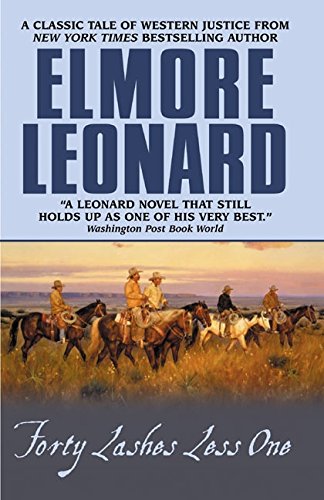 A CLASSIC TALE OF WESTERN JUSTICE FROM
NEW YORK TIMES BESTSELLING AUTHOR
ELMORE
LEONARD
“A LEONARD NOVEL THAT STILL
HOLDS UP AS ONE OF HIS VERY BEST.”
Washington Post Book World
Forty Lashes Less One